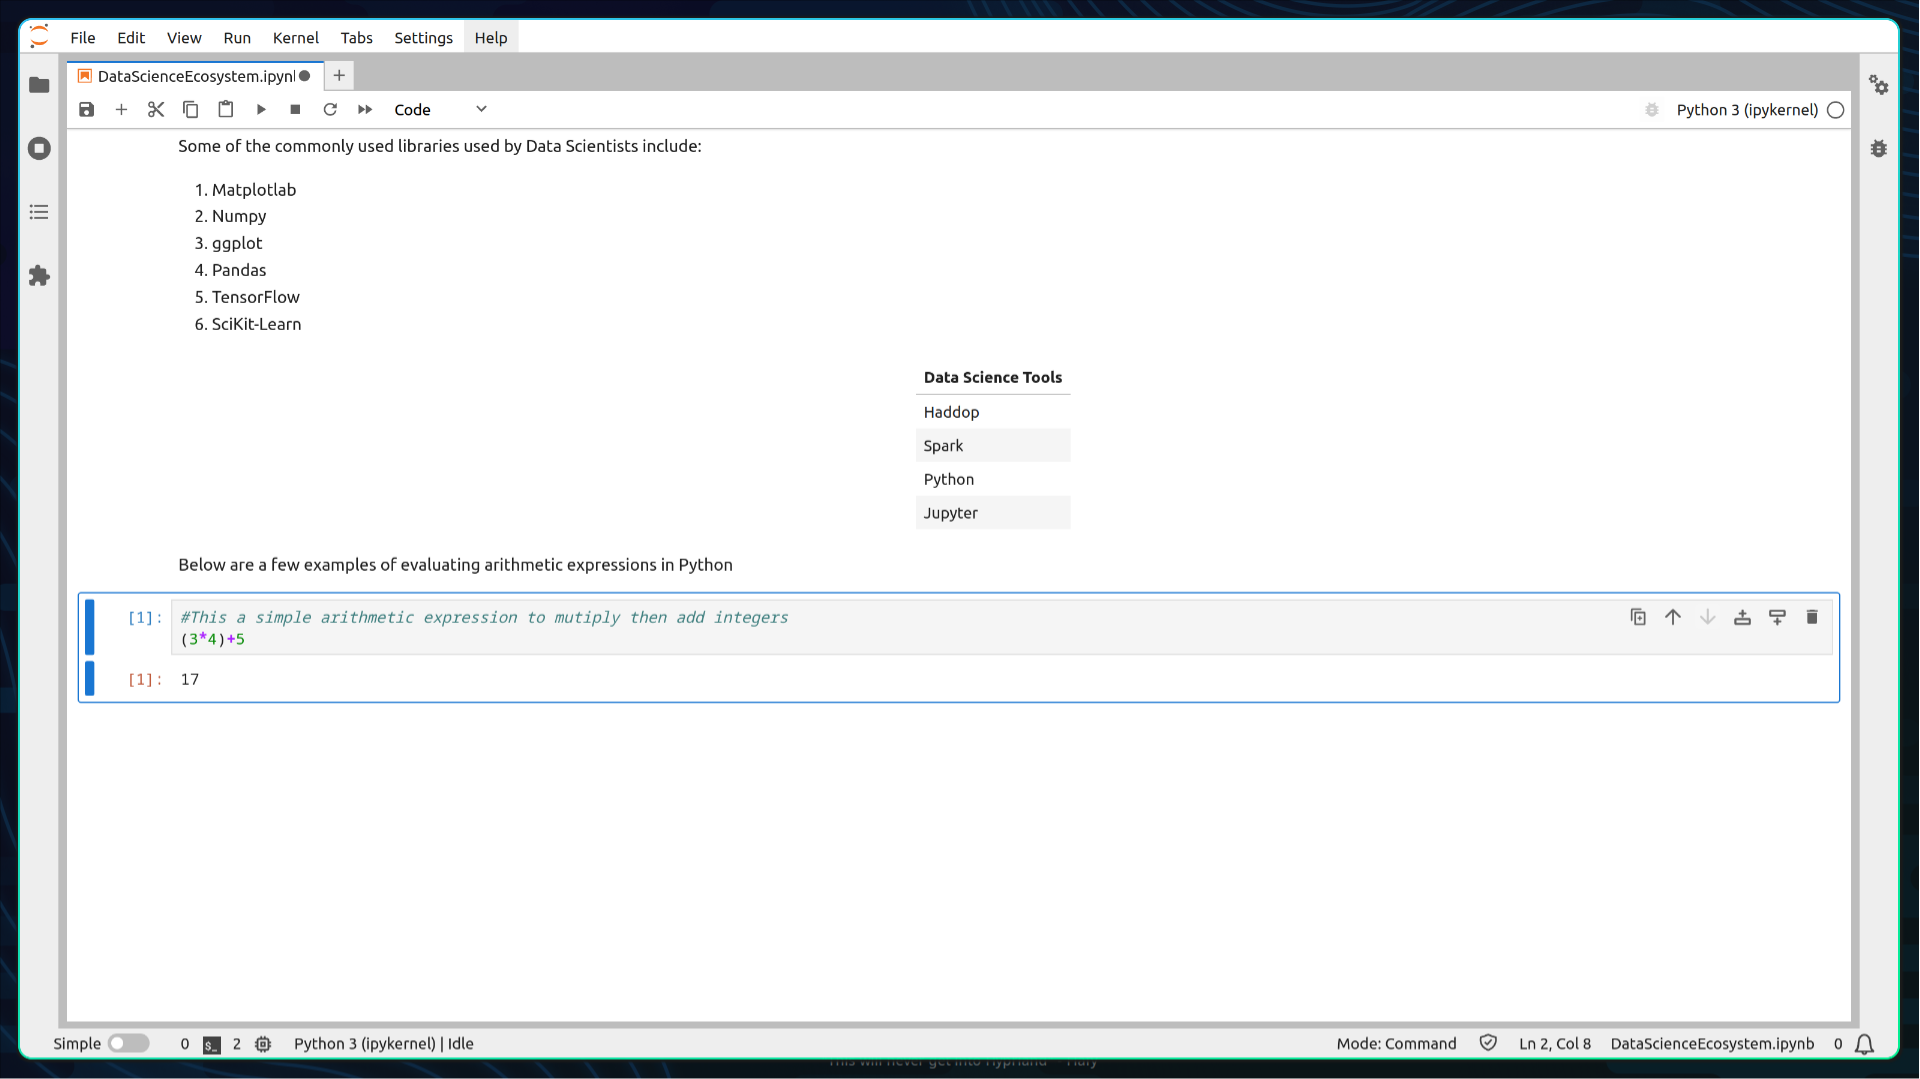 File Edit View Run Kernel Tabs Settings Help
DataScienceEcosystem.ipynl
Code
Python 3 (ipykernel)
Some of the commonly used libraries used by Data Scientists include:
1. Matplotlab
2. Numpy
3. ggplot
4. Pandas
5. TensorFlow
6. SciKit-Learn
Data Science Tools
Haddop
Spark
Python
Jupyter
Below are a few examples of evaluating arithmetic expressions in Python
[1]: #This a simple arithmetic expression to mutiply then add integers
(3*4)+5
[1]: 17
Simple 0 $_ 2 Python 3 (ipykernel) | Idle Mode: Command Ln 2, Col 8 DataScienceEcosystem.ipynb 0